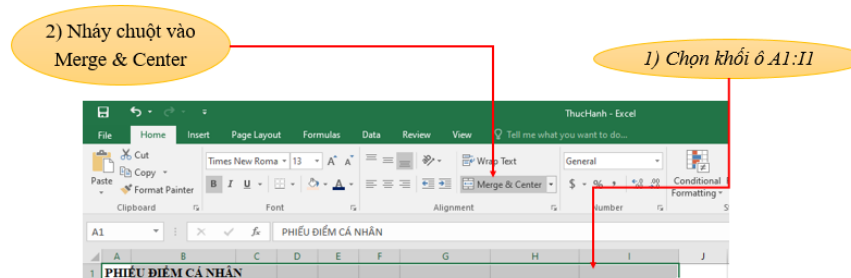 2) Nháy chuột vào
Merge & Center
1) Chọn khối ô A1:I1
ThucHanh - Excel
File Home Insert Page Layout Formulas Data Review View Tell me what you want to do...
Cut
Copy
Format Painter
Paste
Clipboard
Times New Roma 13 A A
B I U A
Font
Wrap Text
Merge & Center
Alignment
General
$ % , .0 .00
Number
Conditional
Formatting
A1 fx PHIẾU ĐIỂM CÁ NHÂN
A B C D E F G H I J
1 PHIẾU ĐIỂM CÁ NHÂN